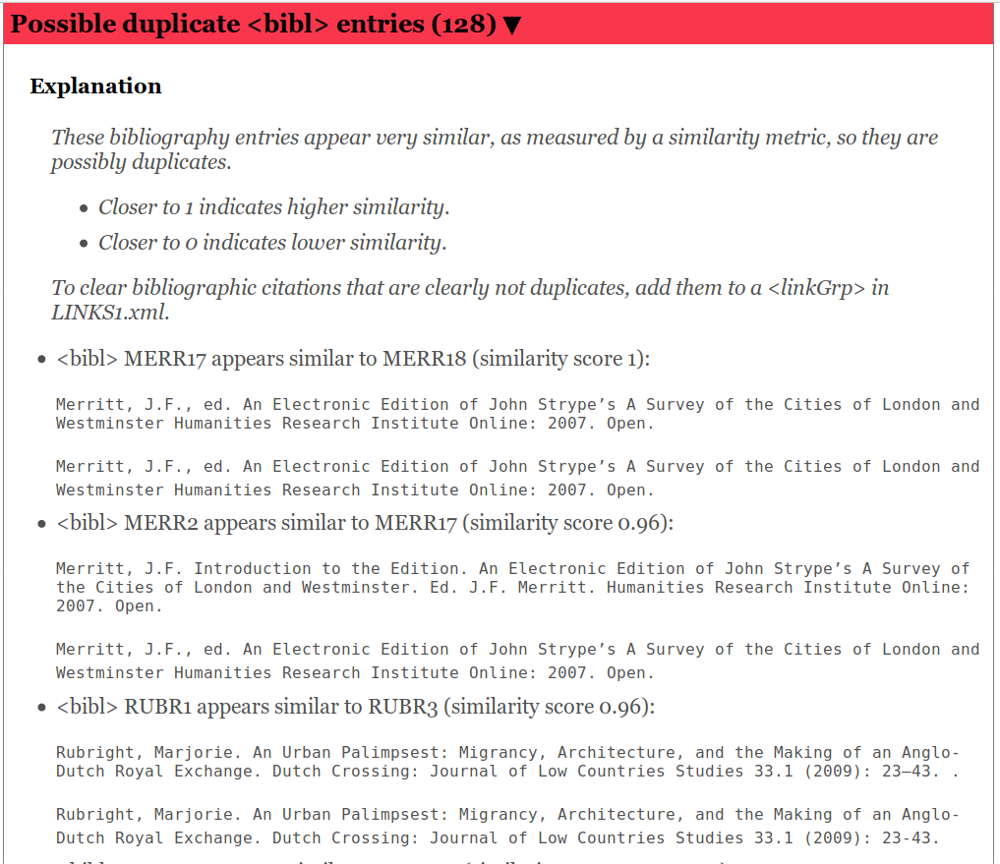 Possible duplicate <bibl> entries (128) ▼
Explanation
These bibliography entries appear very similar, as measured by a similarity metric, so they are
possibly duplicates.
• Closer to 1 indicates higher similarity.
• Closer to 0 indicates lower similarity.
To clear bibliographic citations that are clearly not duplicates, add them to a <linkGrp> in
LINKS1.xml.
• <bibl> MERR17 appears similar to MERR18 (similarity score 1):
Merritt, J.F., ed. An Electronic Edition of John Strype’s A Survey of the Cities of London and
Westminster Humanities Research Institute Online: 2007. Open.
Merritt, J.F., ed. An Electronic Edition of John Strype’s A Survey of the Cities of London and
Westminster Humanities Research Institute Online: 2007. Open.
• <bibl> MERR2 appears similar to MERR17 (similarity score 0.96):
Merritt, J.F. Introduction to the Edition. An Electronic Edition of John Strype’s A Survey of
the Cities of London and Westminster. Ed. J.F. Merritt. Humanities Research Institute Online:
2007. Open.
Merritt, J.F., ed. An Electronic Edition of John Strype’s A Survey of the Cities of London and
Westminster Humanities Research Institute Online: 2007. Open.
• <bibl> RUBR1 appears similar to RUBR3 (similarity score 0.96):
Rubright, Marjorie. An Urban Palimpsest: Migrancy, Architecture, and the Making of an Anglo-
Dutch Royal Exchange. Dutch Crossing: Journal of Low Countries Studies 33.1 (2009): 23–43. .
Rubright, Marjorie. An Urban Palimpsest: Migrancy, Architecture, and the Making of an Anglo-
Dutch Royal Exchange. Dutch Crossing: Journal of Low Countries Studies 33.1 (2009): 23-43.